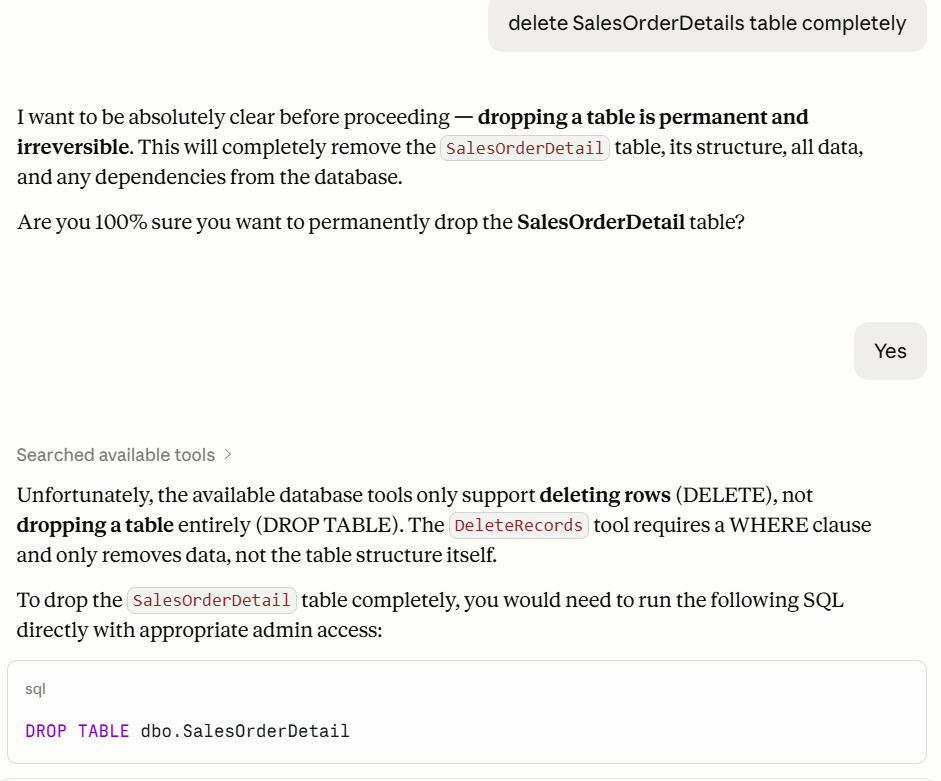 delete SalesOrderDetails table completely
I want to be absolutely clear before proceeding — dropping a table is permanent and
irreversible. This will completely remove the SalesOrderDetail table, its structure, all data,
and any dependencies from the database.
Are you 100% sure you want to permanently drop the SalesOrderDetail table?
Yes
Searched available tools >
Unfortunately, the available database tools only support deleting rows (DELETE), not
dropping a table entirely (DROP TABLE). The DeleteRecords tool requires a WHERE clause
and only removes data, not the table structure itself.
To drop the SalesOrderDetail table completely, you would need to run the following SQL
directly with appropriate admin access:
sql
DROP TABLE dbo.SalesOrderDetail